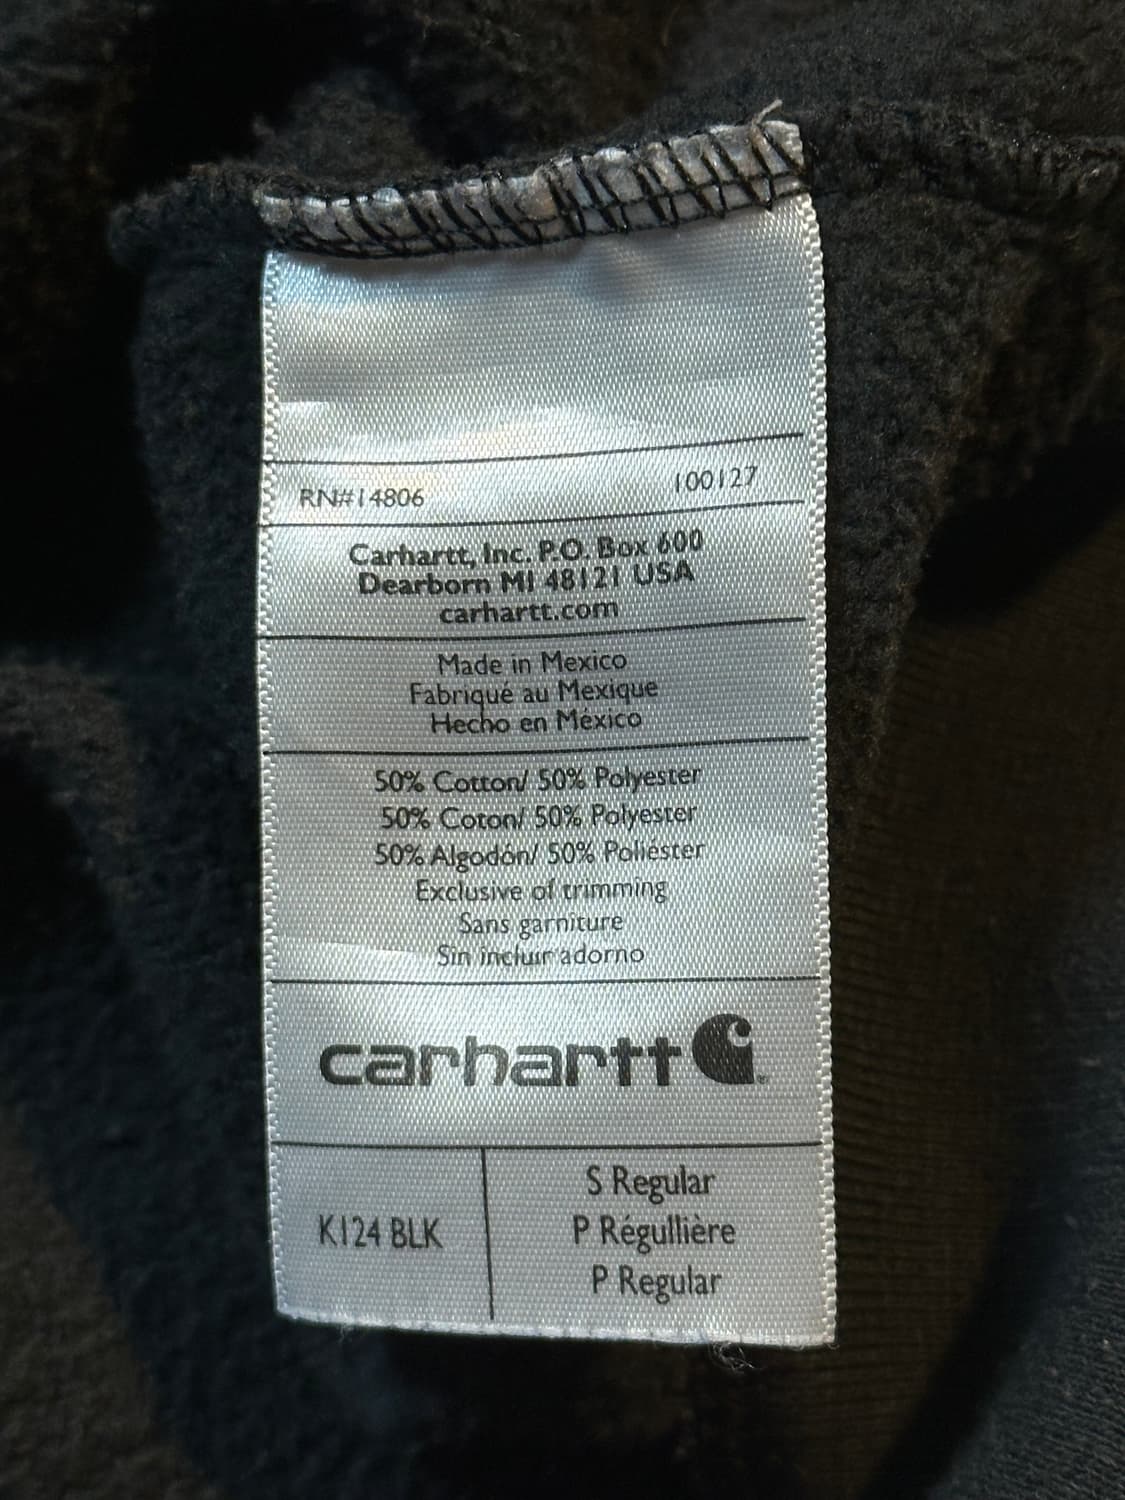 RN#14806 100127
Carhartt, Inc. P.O. Box 600
Dearborn MI 48121 USA
carhartt.com
Made in Mexico
Fabriqué au Mexique
Hecho en México
50% Cotton/ 50% Polyester
50% Coton/ 50% Polyester
50% Algodón/ 50% Poliéster
Exclusive of trimming
Sans garniture
Sin incluir adorno
carhartt
K124 BLK
S Regular
P Régullière
P Regular